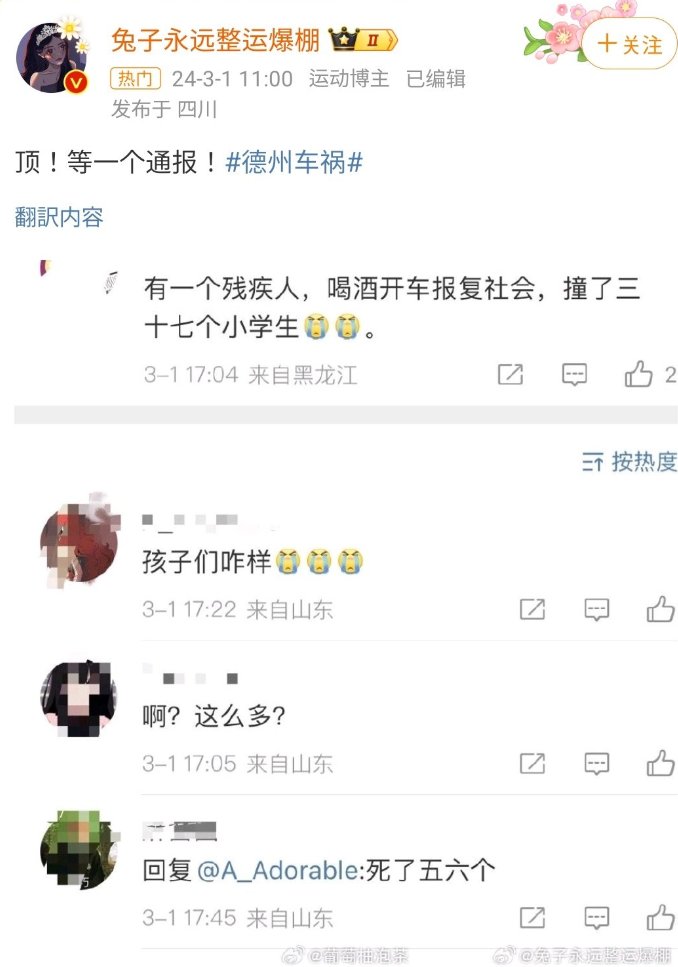 兔子永远整运爆棚 II
+关注
热门 24-3-1 11:00 运动博主 已编辑
发布于 四川
顶！等一个通报！#德州车祸#
翻訳内容
有一个残疾人，喝酒开车报复社会，撞了三
十七个小学生😭😭。
3-1 17:04 来自黑龙江
2
按热度
孩子们咋样😭😭😭
3-1 17:22 来自山东
啊？这么多？
3-1 17:05 来自山东
回复@A_Adorable:死了五六个
3-1 17:45 来自山东
@葡萄柚泡茶
@兔子永远整运爆棚